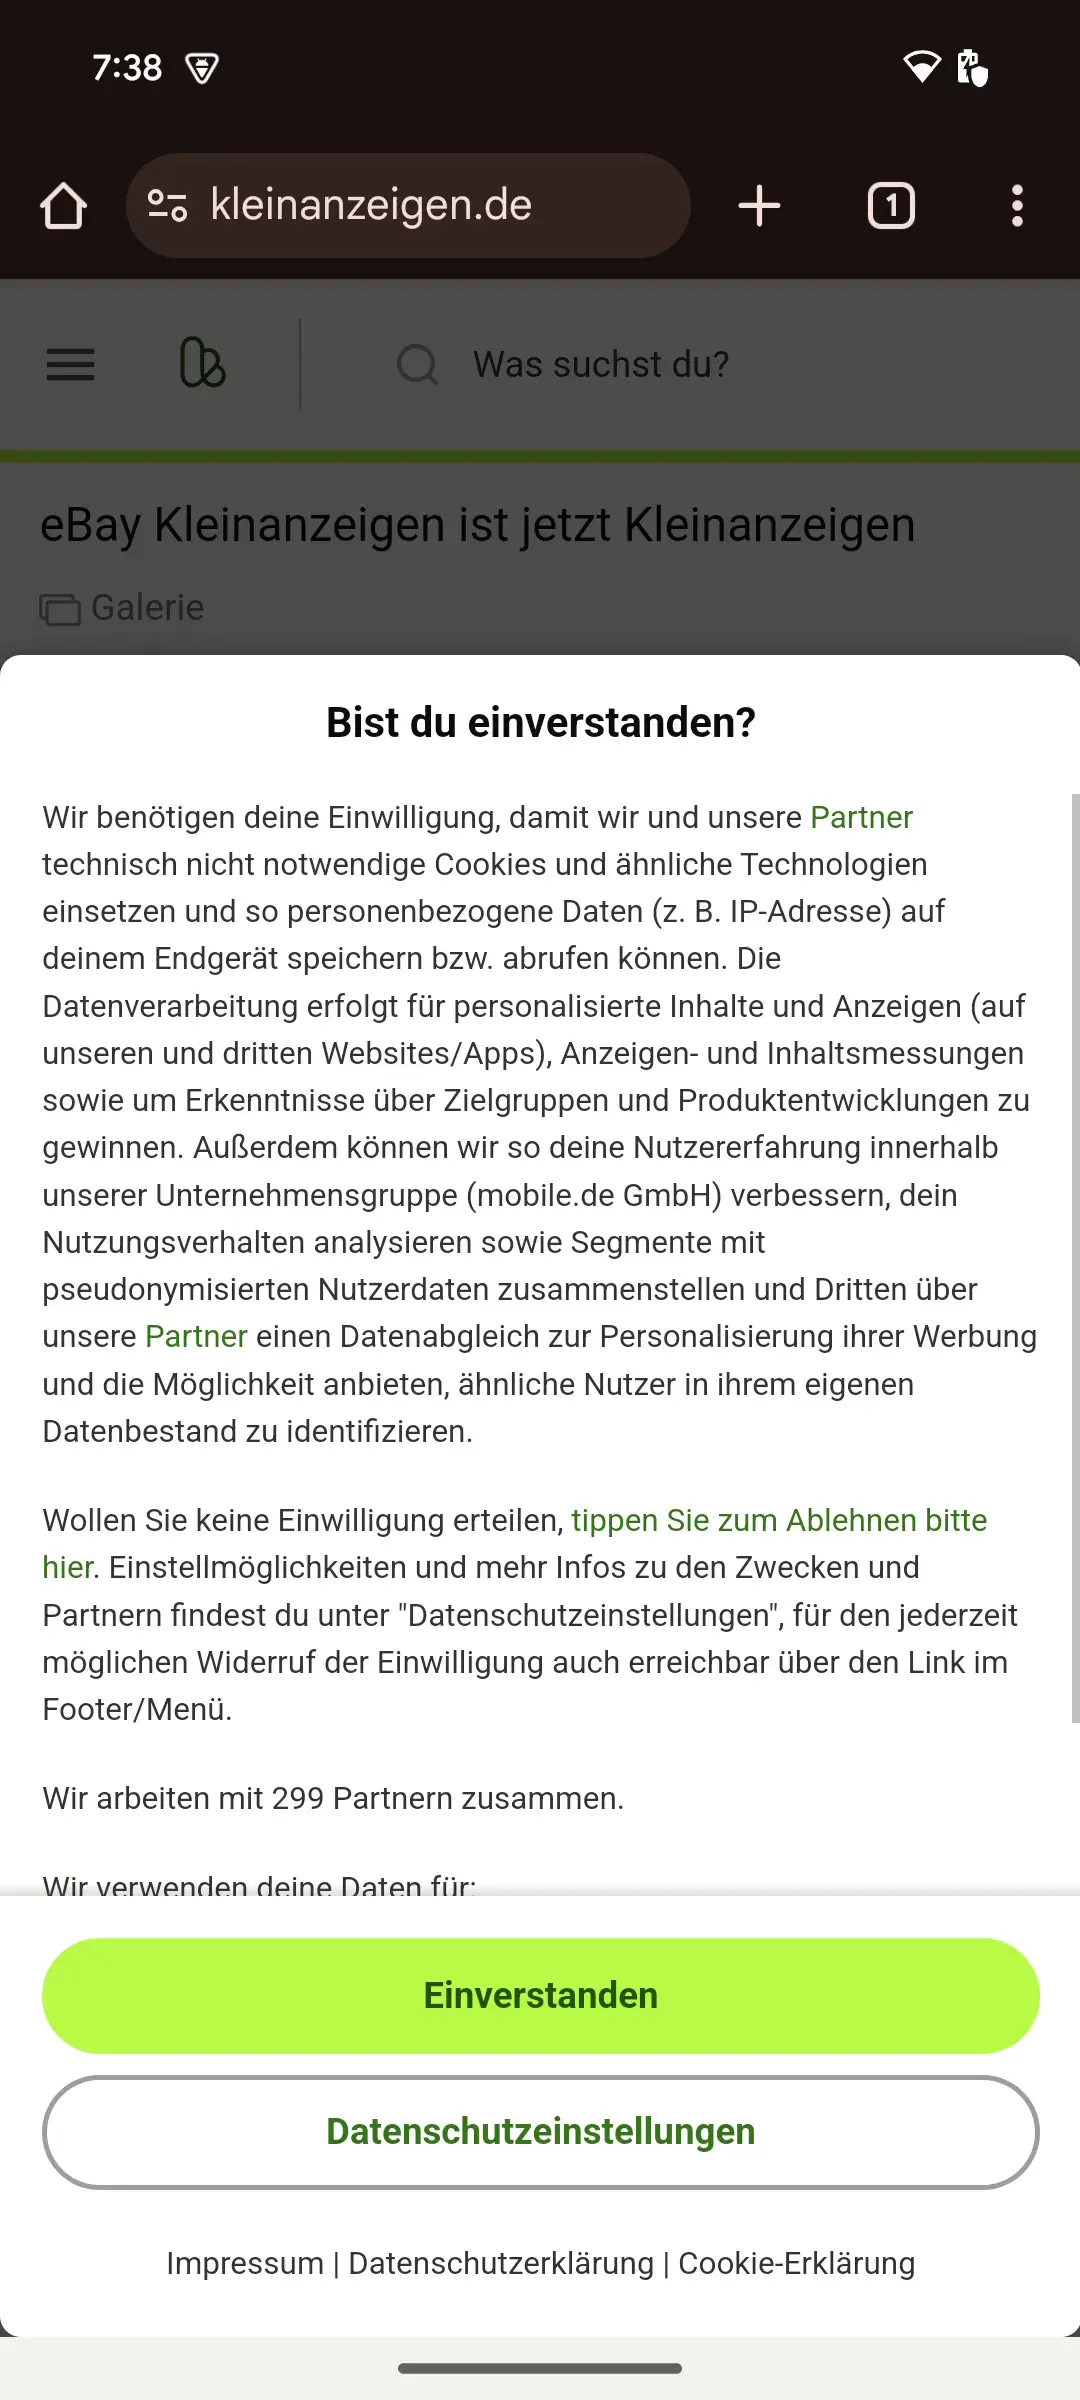 7:38
kleinanzeigen.de
1
Was suchst du?
eBay Kleinanzeigen ist jetzt Kleinanzeigen
Galerie
Bist du einverstanden?
Wir benötigen deine Einwilligung, damit wir und unsere Partner
technisch nicht notwendige Cookies und ähnliche Technologien
einsetzen und so personenbezogene Daten (z. B. IP-Adresse) auf
deinem Endgerät speichern bzw. abrufen können. Die
Datenverarbeitung erfolgt für personalisierte Inhalte und Anzeigen (auf
unseren und dritten Websites/Apps), Anzeigen- und Inhaltsmessungen
sowie um Erkenntnisse über Zielgruppen und Produktentwicklungen zu
gewinnen. Außerdem können wir so deine Nutzererfahrung innerhalb
unserer Unternehmensgruppe (mobile.de GmbH) verbessern, dein
Nutzungsverhalten analysieren sowie Segmente mit
pseudonymisierten Nutzerdaten zusammenstellen und Dritten über
unsere Partner einen Datenabgleich zur Personalisierung ihrer Werbung
und die Möglichkeit anbieten, ähnliche Nutzer in ihrem eigenen
Datenbestand zu identifizieren.
Wollen Sie keine Einwilligung erteilen, tippen Sie zum Ablehnen bitte
hier. Einstellmöglichkeiten und mehr Infos zu den Zwecken und
Partnern findest du unter "Datenschutzeinstellungen", für den jederzeit
möglichen Widerruf der Einwilligung auch erreichbar über den Link im
Footer/Menü.
Wir arbeiten mit 299 Partnern zusammen.
Wir verwenden deine Daten für:
Einverstanden
Datenschutzeinstellungen
Impressum | Datenschutzerklärung | Cookie-Erklärung